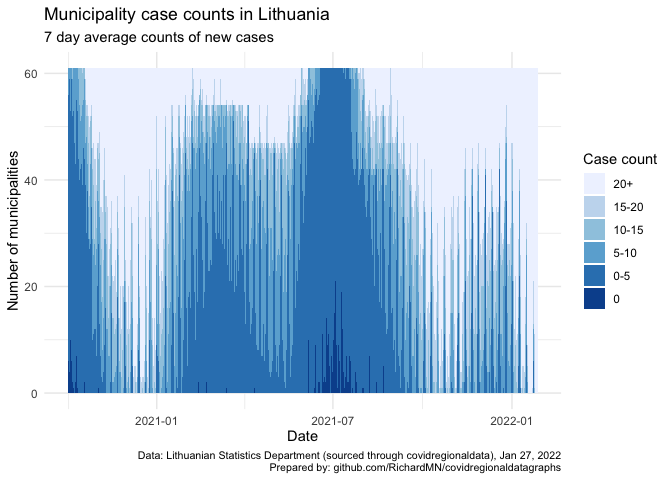 Municipality case counts in Lithuania
7 day average counts of new cases
Number of municipalities
60
40
20
0
2021-01
2021-07
2022-01
Date
Case count
20+
15-20
10-15
5-10
0-5
0
Data: Lithuanian Statistics Department (sourced through covidregionaldata), Jan 27, 2022
Prepared by: github.com/RichardMN/covidregionaldatagraphs